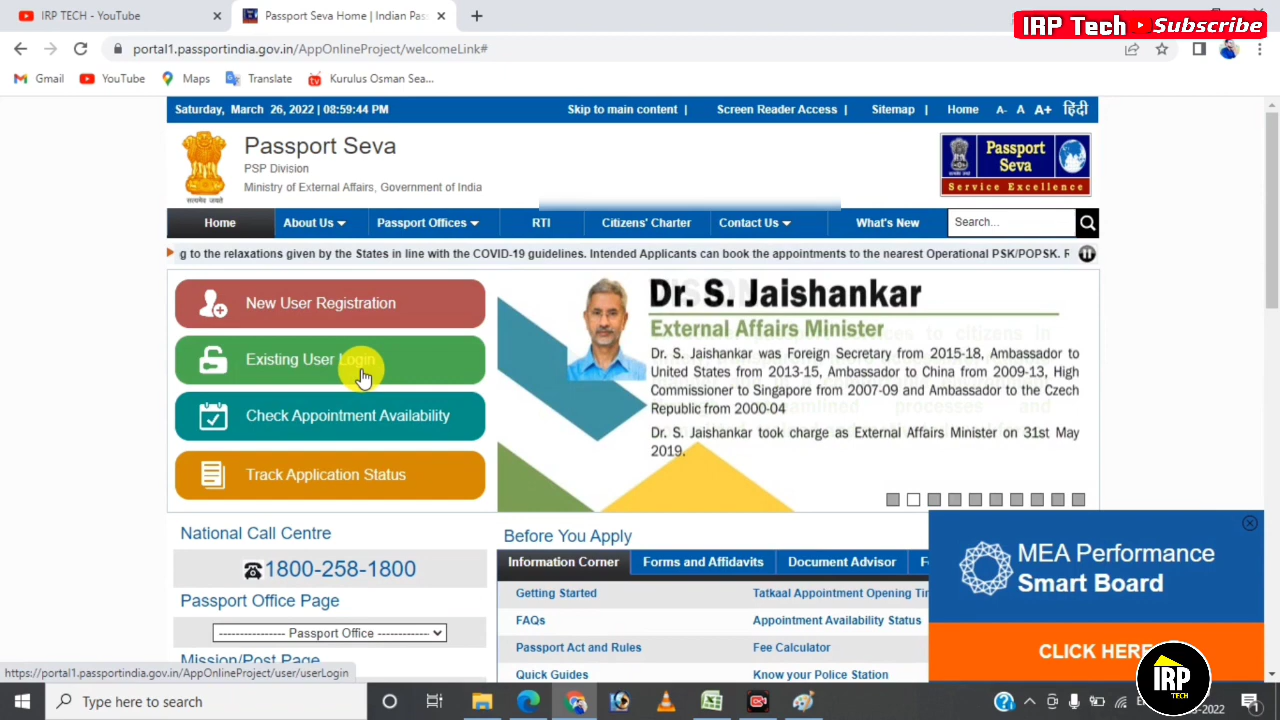 IRP TECH - YouTube
Passport Seva Home | Indian Pas
IRP Tech Subscribe
portal1.passportindia.gov.in/AppOnlineProject/welcomeLink#
Gmail YouTube Maps Translate Kurulus Osman Sea...
Saturday, March 26, 2022 | 08:59:44 PM Skip to main content | Screen Reader Access | Sitemap | Home A- A A+ हिंदी
Passport Seva
PSP Division
Ministry of External Affairs, Government of India
सत्यमेव जयते
Passport Seva
Service Excellence
Home About Us Passport Offices RTI Citizens' Charter Contact Us What's New Search...
g to the relaxations given by the States in line with the COVID-19 guidelines. Intended Applicants can book the appointments to the nearest Operational PSK/POPSK. R
New User Registration
Existing User Login
Check Appointment Availability
Track Application Status
Dr. S. Jaishankar
External Affairs Minister
Dr. S. Jaishankar was Foreign Secretary from 2015-18, Ambassador to
United States from 2013-15, Ambassador to China from 2009-13, High
Commissioner to Singapore from 2007-09 and Ambassador to the Czech
Republic from 2000-04
Dr. S. Jaishankar took charge as External Affairs Minister on 31st May
2019.
National Call Centre
1800-258-1800
Passport Office Page
---------------- Passport Office ------------
Mission/Post Page
Before You Apply
Information Corner Forms and Affidavits Document Advisor F
Getting Started Tatkaal Appointment Opening Tin
FAQs Appointment Availability Status
Passport Act and Rules Fee Calculator
Quick Guides Know your Police Station
MEA Performance
Smart Board
CLICK HERE
https://portal1.passportindia.gov.in/AppOnlineProject/user/userLogin
IRP
TECH
Type here to search
-2022
1